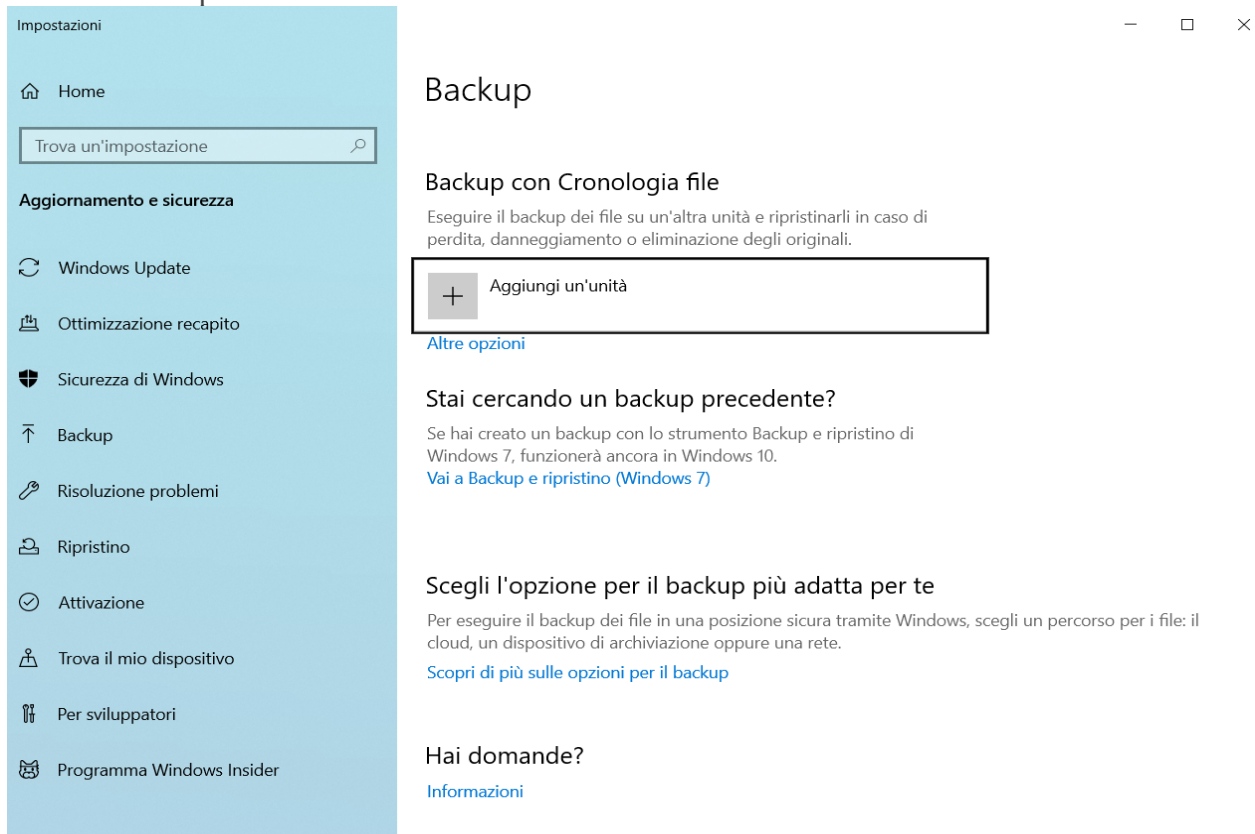 Impostazioni
Home
Trova un'impostazione
Aggiornamento e sicurezza
Windows Update
Ottimizzazione recapito
Sicurezza di Windows
Backup
Risoluzione problemi
Ripristino
Attivazione
Trova il mio dispositivo
Per sviluppatori
Programma Windows Insider
Backup
Backup con Cronologia file
Eseguire il backup dei file su un'altra unità e ripristinarli in caso di
perdita, danneggiamento o eliminazione degli originali.
Aggiungi un'unità
Altre opzioni
Stai cercando un backup precedente?
Se hai creato un backup con lo strumento Backup e ripristino di
Windows 7, funzionerà ancora in Windows 10.
Vai a Backup e ripristino (Windows 7)
Scegli l'opzione per il backup più adatta per te
Per eseguire il backup dei file in una posizione sicura tramite Windows, scegli un percorso per i file: il
cloud, un dispositivo di archiviazione oppure una rete.
Scopri di più sulle opzioni per il backup
Hai domande?
Informazioni